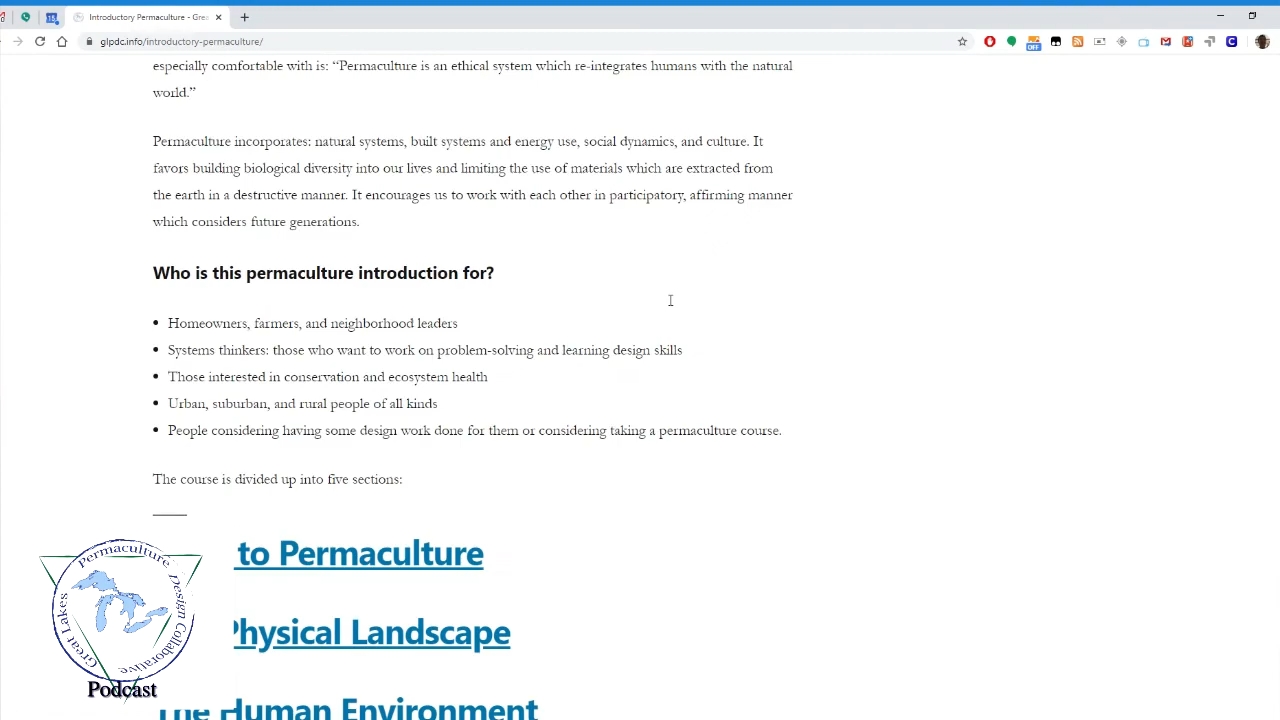 Introductory Permaculture - Grea
glpdc.info/introductory-permaculture/
OFF
especially comfortable with is: “Permaculture is an ethical system which re-integrates humans with the natural
world.”
Permaculture incorporates: natural systems, built systems and energy use, social dynamics, and culture. It
favors building biological diversity into our lives and limiting the use of materials which are extracted from
the earth in a destructive manner. It encourages us to work with each other in participatory, affirming manner
which considers future generations.
Who is this permaculture introduction for?
• Homeowners, farmers, and neighborhood leaders
• Systems thinkers: those who want to work on problem-solving and learning design skills
• Those interested in conservation and ecosystem health
• Urban, suburban, and rural people of all kinds
• People considering having some design work done for them or considering taking a permaculture course.
The course is divided up into five sections:
to Permaculture
Physical Landscape
The Human Environment
Great Lakes Permaculture Design Collaborative
Podcast